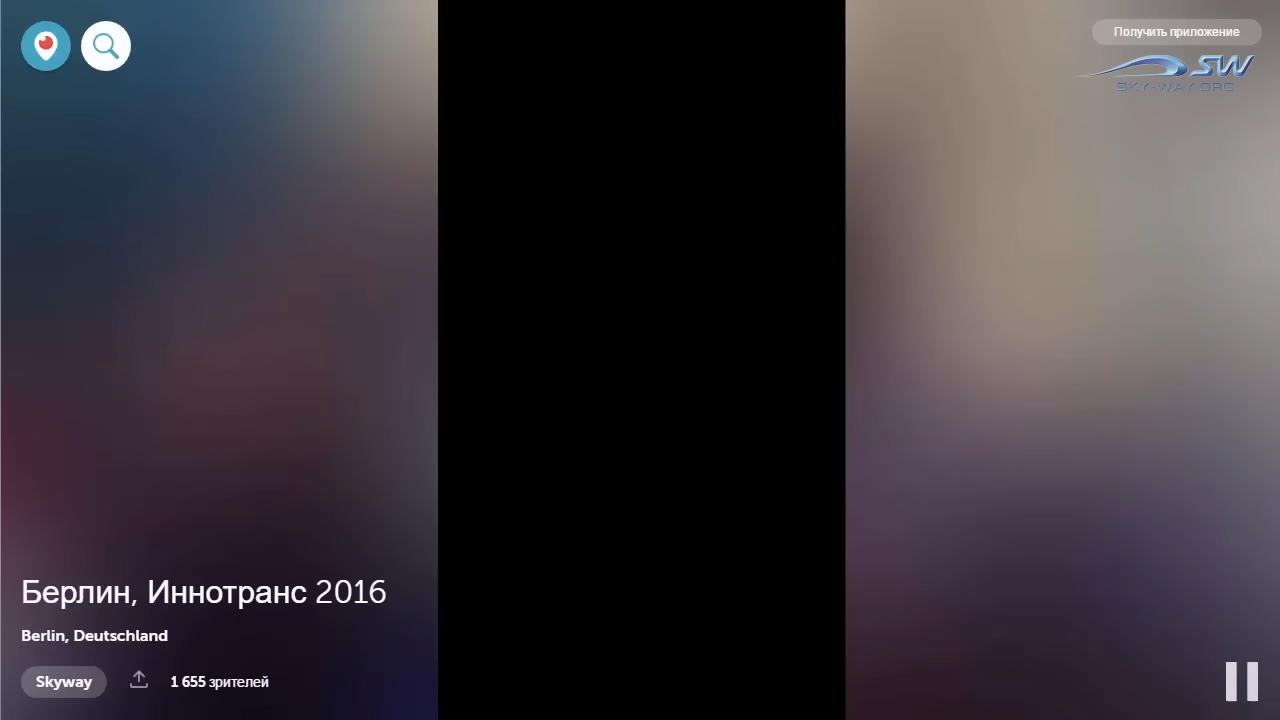 Получить приложение
SW
SKY-WAY.ORG
Берлин, Иннотранс 2016
Berlin, Deutschland
Skyway
1 655 зрителей